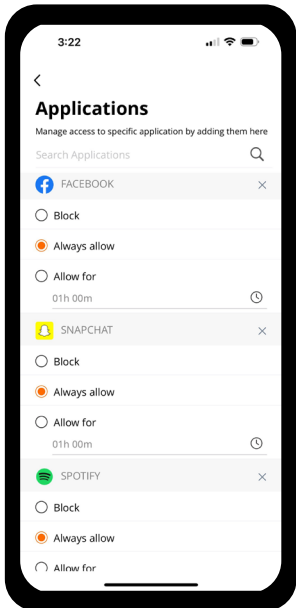 3:22
Applications
Manage access to specific application by adding them here
Search Applications
FACEBOOK
Block
Always allow
Allow for
01h 00m
SNAPCHAT
Block
Always allow
Allow for
01h 00m
SPOTIFY
Block
Always allow
Allow for